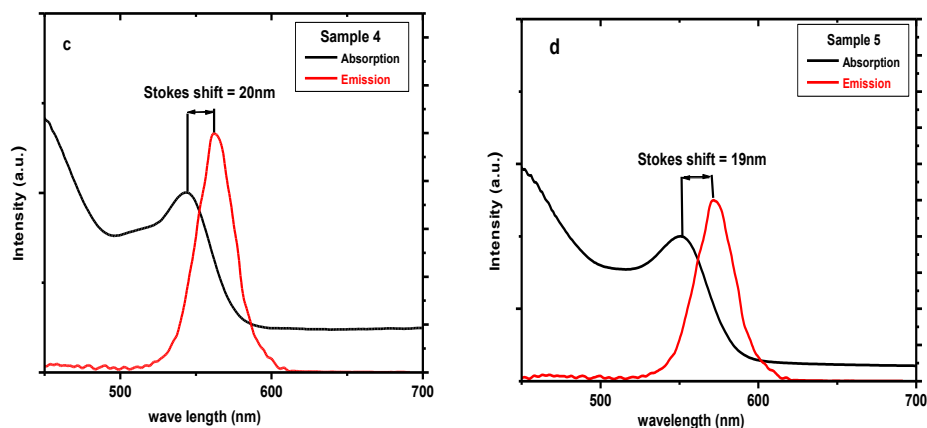 c
Sample 4
Absorption
Emission
Stokes shift = 20nm
Intensity (a.u.)
500
600
700
wave length (nm)
d
Sample 5
Absorption
Emission
Stokes shift = 19nm
Intensity (a.u.)
500
600
700
wavelength (nm)